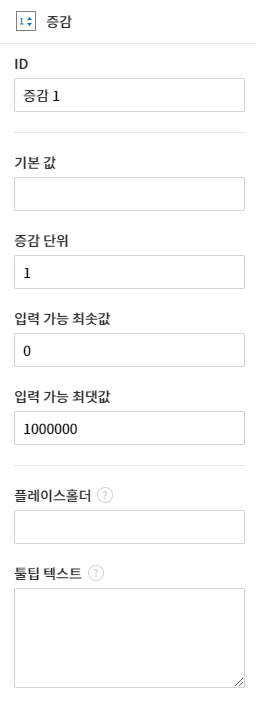 1 증감
ID
증감 1
기본 값
증감 단위
1
입력 가능 최솟값
0
입력 가능 최댓값
1000000
플레이스홀더 ?
툴팁 텍스트 ?